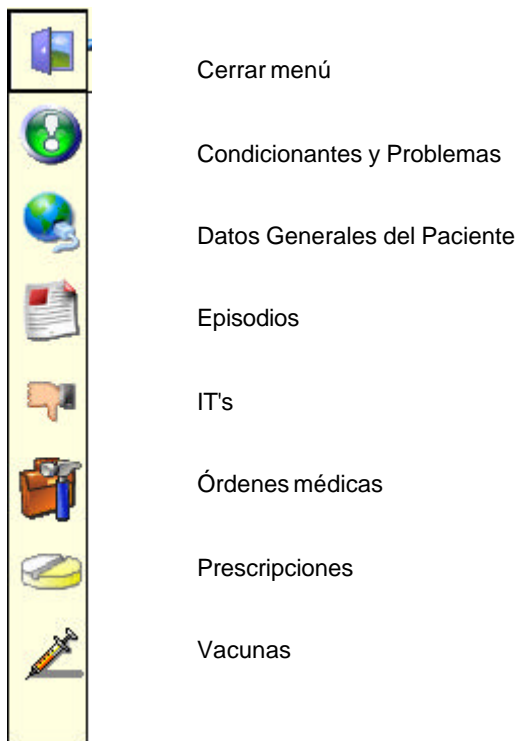 Cerrar menú
Condicionantes y Problemas
Datos Generales del Paciente
Episodios
IT's
Órdenes médicas
Prescripciones
Vacunas